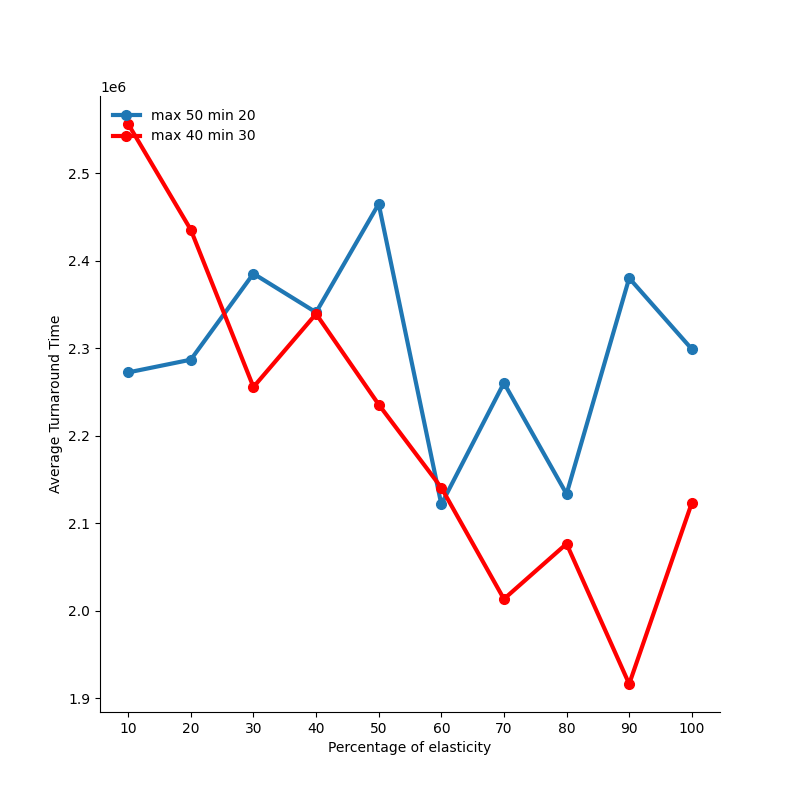 1e6
max 50 min 20
max 40 min 30
2.5
2.4
2.3
2.2
2.1
2.0
1.9
Average Turnaround Time
10 20 30 40 50 60 70 80 90 100
Percentage of elasticity